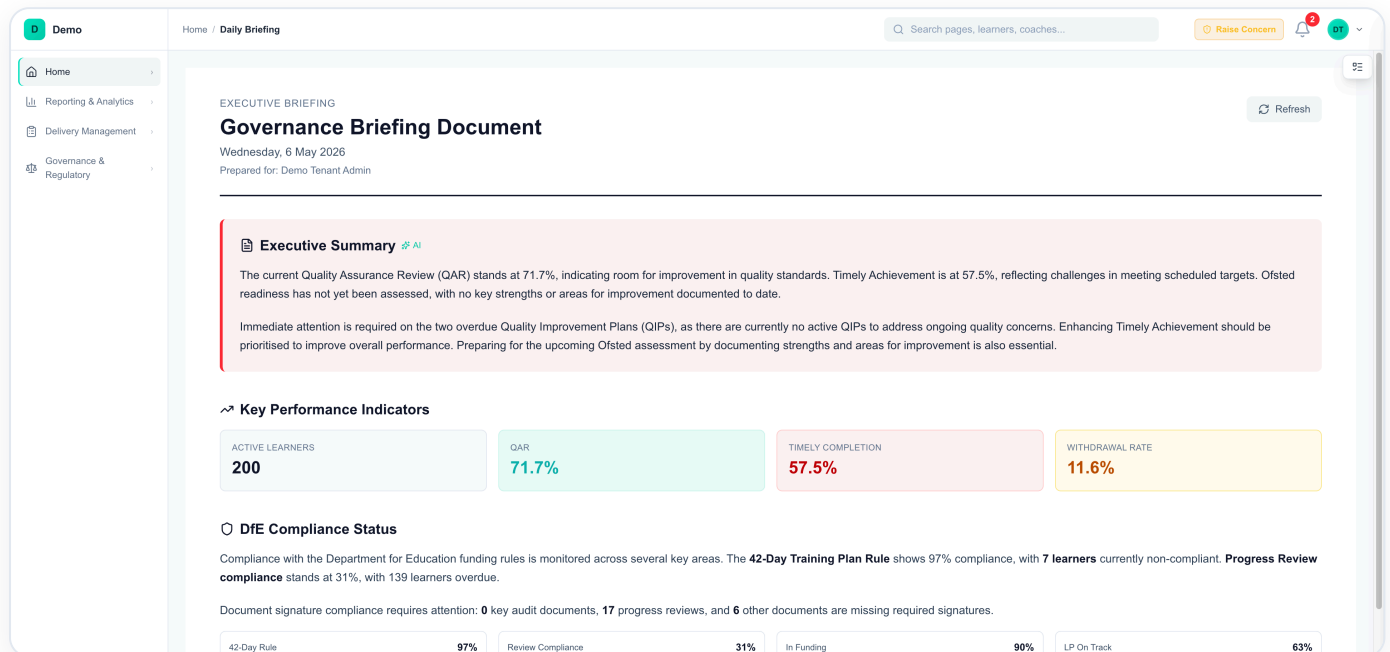 D Demo
Home / Daily Briefing
Search pages, learners, coaches...
Raise Concern
2
DT
Home
Reporting & Analytics
Delivery Management
Governance &
Regulatory
EXECUTIVE BRIEFING
Governance Briefing Document
Wednesday, 6 May 2026
Prepared for: Demo Tenant Admin
Refresh
Executive Summary AI
The current Quality Assurance Review (QAR) stands at 71.7%, indicating room for improvement in quality standards. Timely Achievement is at 57.5%, reflecting challenges in meeting scheduled targets. Ofsted
readiness has not yet been assessed, with no key strengths or areas for improvement documented to date.
Immediate attention is required on the two overdue Quality Improvement Plans (QIPs), as there are currently no active QIPs to address ongoing quality concerns. Enhancing Timely Achievement should be
prioritised to improve overall performance. Preparing for the upcoming Ofsted assessment by documenting strengths and areas for improvement is also essential.
Key Performance Indicators
ACTIVE LEARNERS
200
QAR
71.7%
TIMELY COMPLETION
57.5%
WITHDRAWAL RATE
11.6%
DfE Compliance Status
Compliance with the Department for Education funding rules is monitored across several key areas. The 42-Day Training Plan Rule shows 97% compliance, with 7 learners currently non-compliant. Progress Review
compliance stands at 31%, with 139 learners overdue.
Document signature compliance requires attention: 0 key audit documents, 17 progress reviews, and 6 other documents are missing required signatures.
42-Day Rule 97%
Review Compliance 31%
In Funding 90%
LP On Track 63%